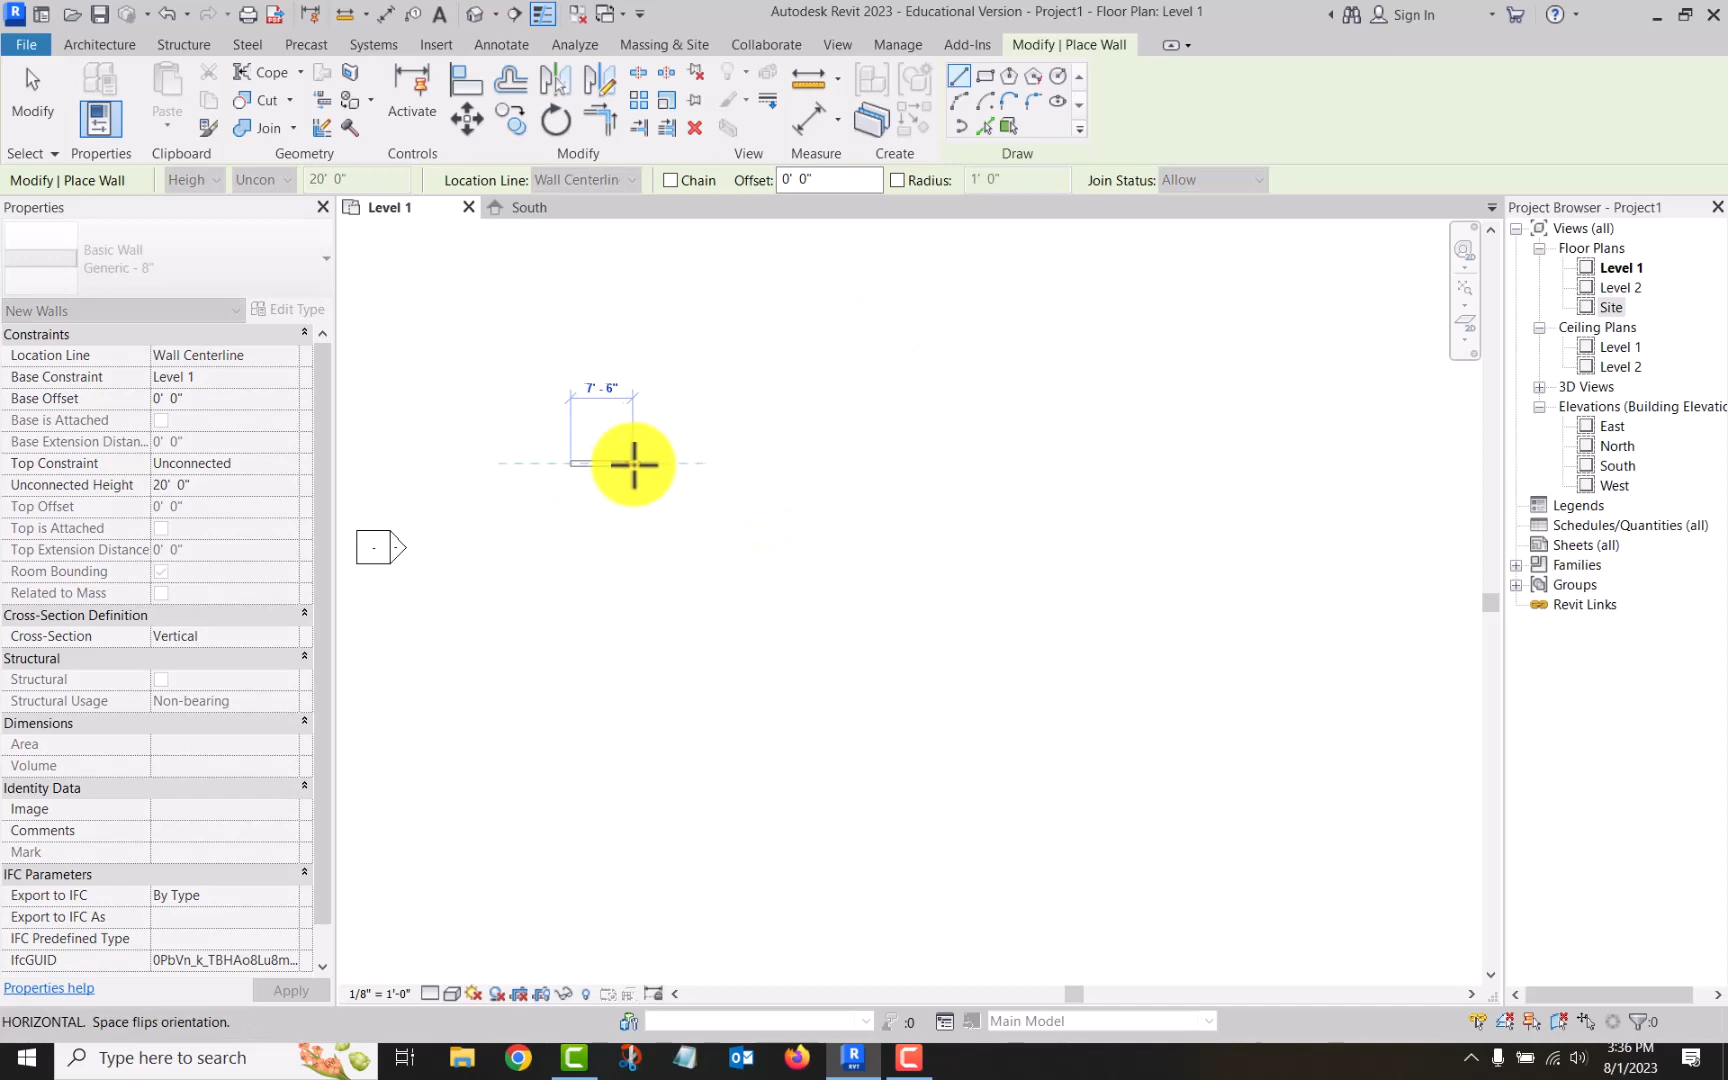 Autodesk Revit 2023 - Educational Version - Project1 - Floor Plan: Level 1
Sign In
File Architecture Structure Steel Precast Systems Insert Annotate Analyze Massing & Site Collaborate View Manage Add-Ins Modify | Place Wall
Modify
Paste
Cope
Cut
Join
Activate
Select Properties Clipboard Geometry Controls Modify View Measure Create Draw
Modify | Place Wall Heigh Uncon 20' 0" Location Line: Wall Centerlin Chain Offset: 0' 0" Radius: 1' 0" Join Status: Allow
Properties
Basic Wall
Generic - 8"
New Walls Edit Type
Constraints
Location Line Wall Centerline
Base Constraint Level 1
Base Offset 0' 0"
Base is Attached
Base Extension Distan... 0' 0"
Top Constraint Unconnected
Unconnected Height 20' 0"
Top Offset 0' 0"
Top is Attached
Top Extension Distance 0' 0"
Room Bounding
Related to Mass
Cross-Section Definition
Cross-Section Vertical
Structural
Structural
Structural Usage Non-bearing
Dimensions
Area
Volume
Identity Data
Image
Comments
Mark
IFC Parameters
Export to IFC By Type
Export to IFC As
IFC Predefined Type
IfcGUID 0PbVn_k_TBHAo8Lu8m...
Properties help Apply
Level 1 South
7' - 6"
2D
2D
Project Browser - Project1
Views (all)
Floor Plans
Level 1
Level 2
Site
Ceiling Plans
Level 1
Level 2
3D Views
Elevations (Building Elevatio
East
North
South
West
Legends
Schedules/Quantities (all)
Sheets (all)
Families
Groups
Revit Links
1/8" = 1'-0"
HORIZONTAL. Space flips orientation.
:0 Main Model :0
Type here to search
R
RVT
3:36 PM
8/1/2023